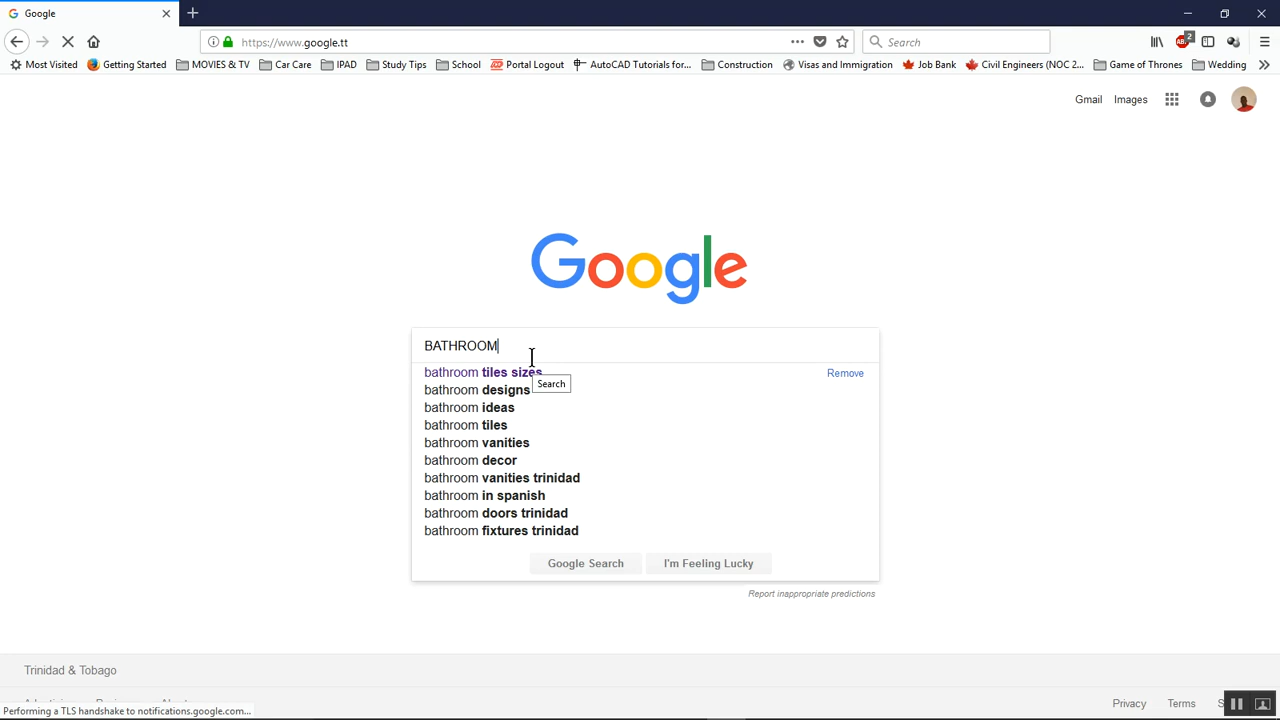 Google
https://www.google.tt
Search
2
Most Visited
Getting Started
MOVIES & TV
Car Care
IPAD
Study Tips
School
Portal Logout
AutoCAD Tutorials for...
Construction
Visas and Immigration
Job Bank
Civil Engineers (NOC 2...
Game of Thrones
Wedding
Gmail
Images
Google
BATHROOM
bathroom tiles sizes
Remove
Search
bathroom designs
bathroom ideas
bathroom tiles
bathroom vanities
bathroom decor
bathroom vanities trinidad
bathroom in spanish
bathroom doors trinidad
bathroom fixtures trinidad
Google Search
I'm Feeling Lucky
Report inappropriate predictions
Trinidad & Tobago
Privacy
Terms
Performing a TLS handshake to notifications.google.com...